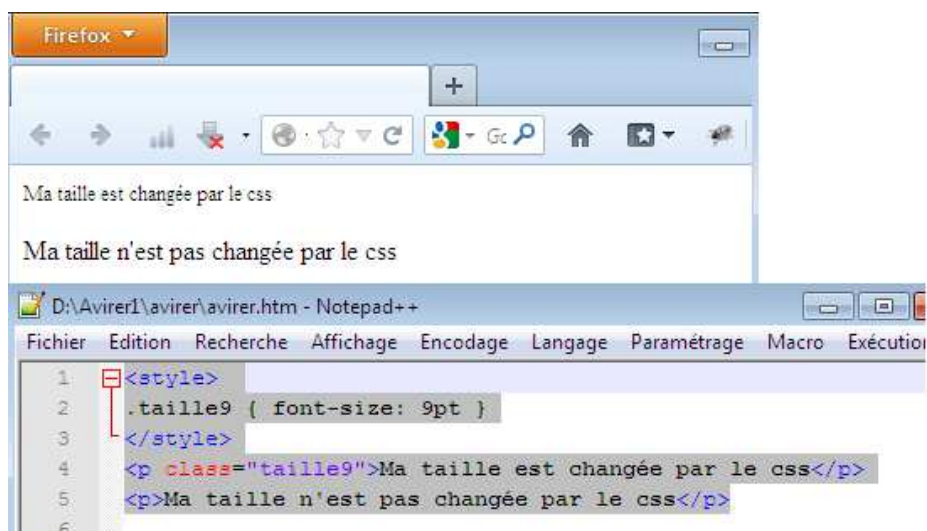 Firefox
+
Ma taille est changée par le css
Ma taille n'est pas changée par le css
D:\Avirer1\avirer\avirer.htm - Notepad++
Fichier Edition Recherche Affichage Encodage Langage Paramétrage Macro Exécution
1 <style>
2 .taille9 { font-size: 9pt }
3 </style>
4 <p class="taille9">Ma taille est changée par le css</p>
5 <p>Ma taille n'est pas changée par le css</p>
6